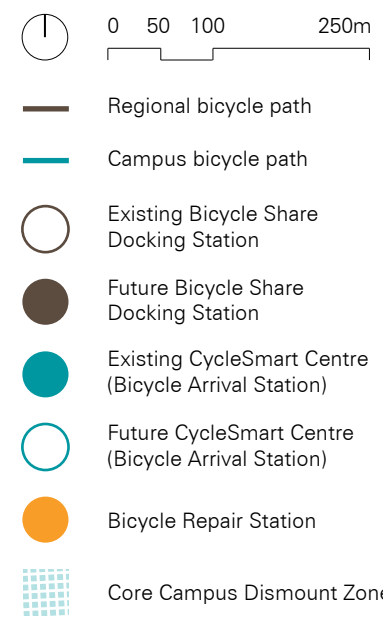 0 50 100 250m
Regional bicycle path
Campus bicycle path
Existing Bicycle Share
Docking Station
Future Bicycle Share
Docking Station
Existing CycleSmart Centre
(Bicycle Arrival Station)
Future CycleSmart Centre
(Bicycle Arrival Station)
Bicycle Repair Station
Core Campus Dismount Zone